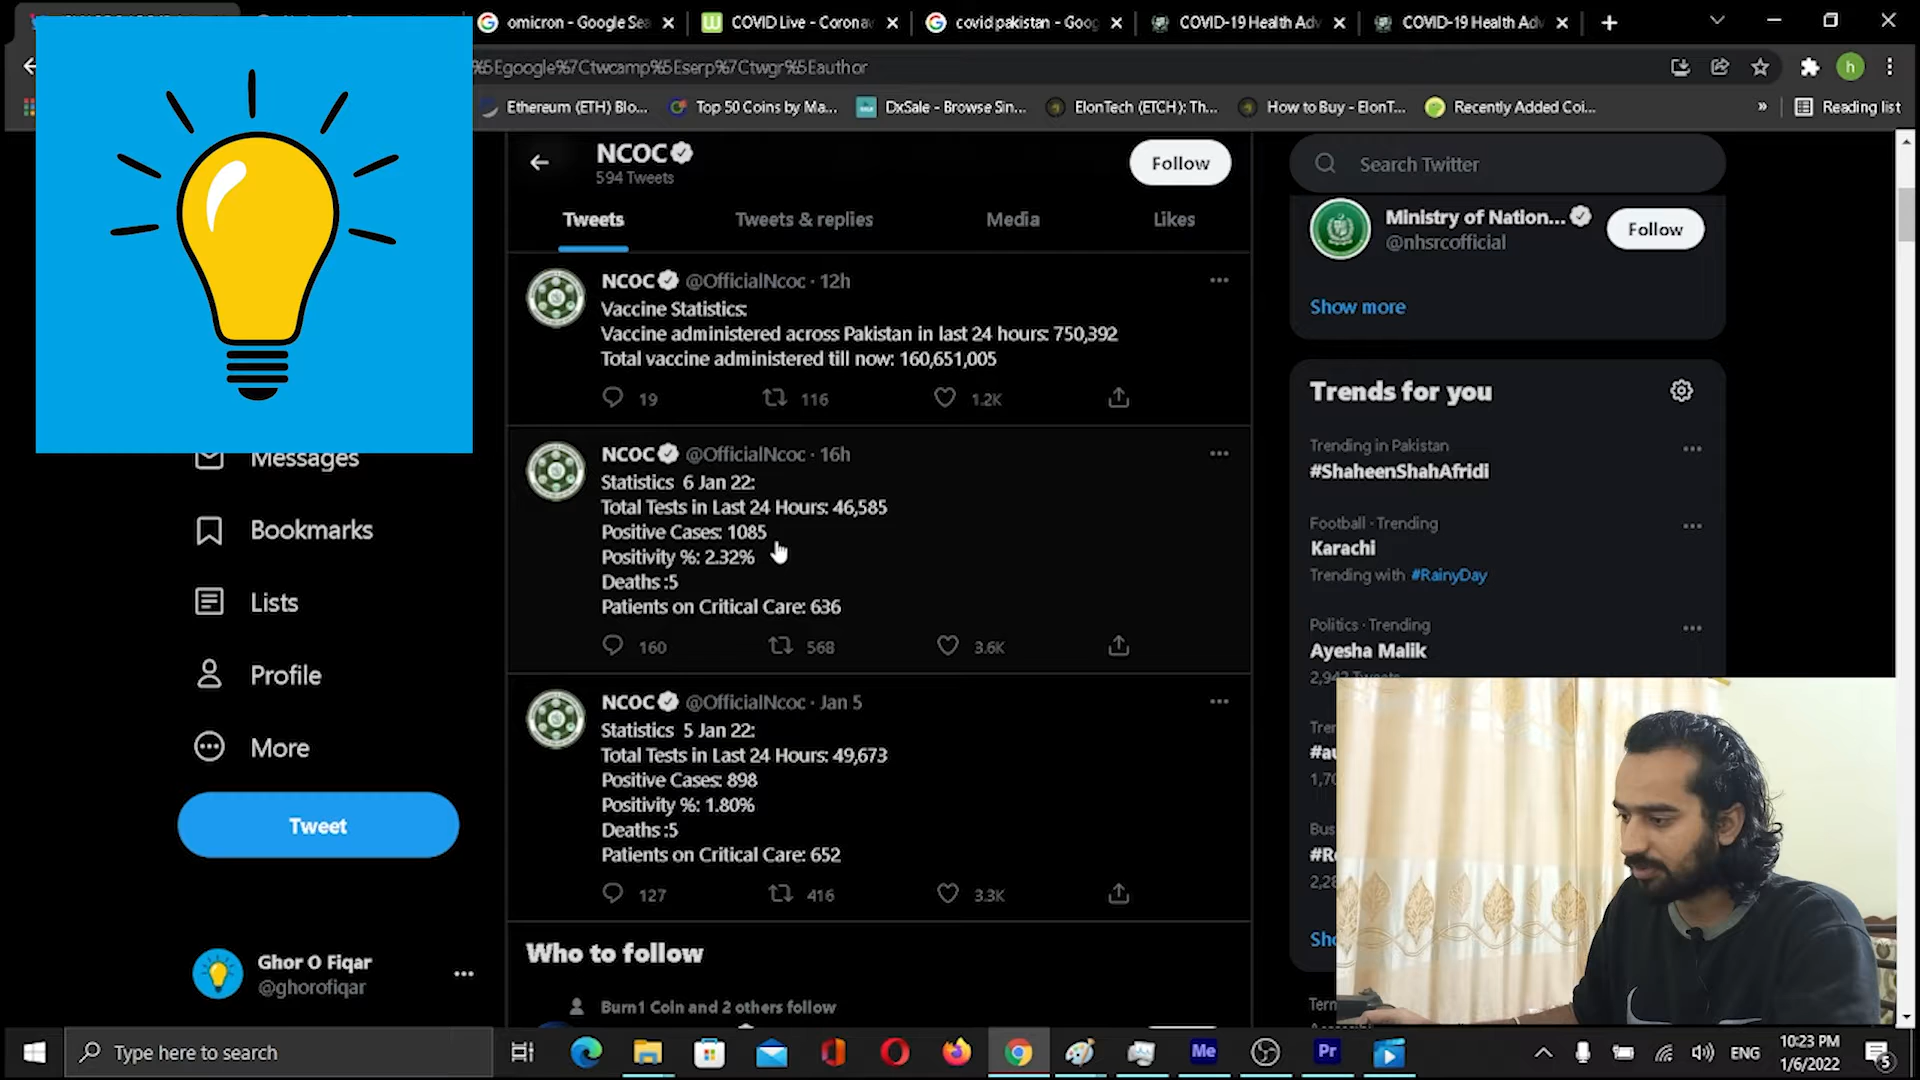 omicron - Google Sea
COVID Live - Corona
covid pakistan - Goog
COVID-19 Health Adv
COVID-19 Health Adv
%5Egoogle%7Ctwcamp%5Eserp%7Ctwgr%5Eauthor
h
Ethereum (ETH) Blo...
Top 50 Coins by Ma...
DxSale - Browse Sin...
ElonTech (ETCH): Th...
How to Buy - ElonT...
Recently Added Coi...
»
Reading list
NCOC
594 Tweets
Follow
Tweets
Tweets & replies
Media
Likes
NCOC @OfficialNcoc · 12h
Vaccine Statistics:
Vaccine administered across Pakistan in last 24 hours: 750,392
Total vaccine administered till now: 160,651,005
19
116
1.2K
NCOC @OfficialNcoc · 16h
Statistics 6 Jan 22:
Total Tests in Last 24 Hours: 46,585
Positive Cases: 1085
Positivity %: 2.32%
Deaths :5
Patients on Critical Care: 636
160
568
3.6K
NCOC @OfficialNcoc · Jan 5
Statistics 5 Jan 22:
Total Tests in Last 24 Hours: 49,673
Positive Cases: 898
Positivity %: 1.80%
Deaths :5
Patients on Critical Care: 652
127
416
3.3K
Who to follow
Burn1 Coin and 2 others follow
Messages
Bookmarks
Lists
Profile
More
Tweet
Ghor O Fiqar
@ghorofiqar
Search Twitter
Ministry of Nation...
@nhsrcofficial
Follow
Show more
Trends for you
Trending in Pakistan
#ShaheenShahAfridi
Football · Trending
Karachi
Trending with #RainyDay
Politics · Trending
Ayesha Malik
Type here to search
Me
Pr
ENG
10:23 PM
1/6/2022
5